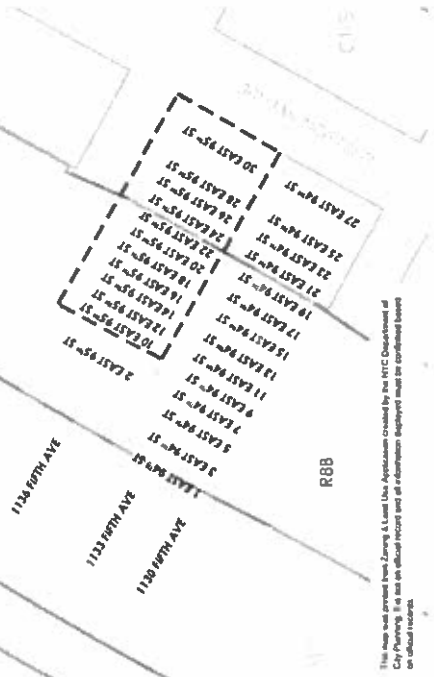 30 EAST 95TH ST
28 EAST 95TH ST
26 EAST 95TH ST
24 EAST 95TH ST
22 EAST 95TH ST
20 EAST 95TH ST
18 EAST 95TH ST
16 EAST 95TH ST
14 EAST 95TH ST
12 EAST 95TH ST
10 EAST 95TH ST
2 EAST 95TH ST
27 EAST 94TH ST
25 EAST 94TH ST
23 EAST 94TH ST
21 EAST 94TH ST
19 EAST 94TH ST
17 EAST 94TH ST
15 EAST 94TH ST
13 EAST 94TH ST
11 EAST 94TH ST
9 EAST 94TH ST
7 EAST 94TH ST
5 EAST 94TH ST
3 EAST 94TH ST
1 EAST 94TH ST
1136 FIFTH AVE
1133 FIFTH AVE
1130 FIFTH AVE
R8B
This map was printed from Zoning & Land Use Application created by the NYC Department of
City Planning. It is not an official record and all information displayed must be confirmed based
on official records.